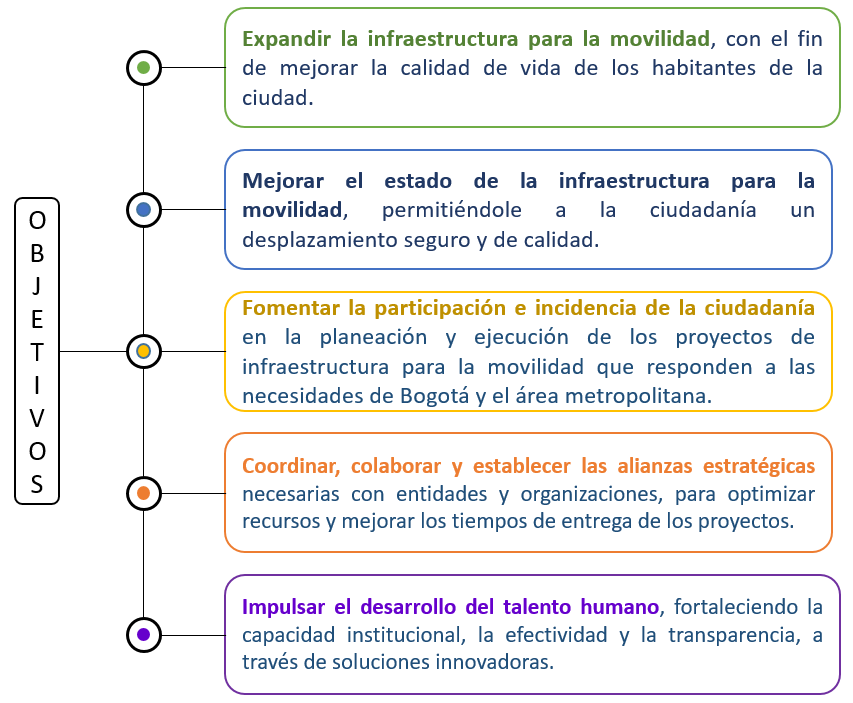 OBJETIVOS
Expandir la infraestructura para la movilidad, con el fin
de mejorar la calidad de vida de los habitantes de la
ciudad.
Mejorar el estado de la infraestructura para la
movilidad, permitiéndole a la ciudadanía un
desplazamiento seguro y de calidad.
Fomentar la participación e incidencia de la ciudadanía
en la planeación y ejecución de los proyectos de
infraestructura para la movilidad que responden a las
necesidades de Bogotá y el área metropolitana.
Coordinar, colaborar y establecer las alianzas estratégicas
necesarias con entidades y organizaciones, para optimizar
recursos y mejorar los tiempos de entrega de los proyectos.
Impulsar el desarrollo del talento humano, fortaleciendo la
capacidad institucional, la efectividad y la transparencia, a
través de soluciones innovadoras.